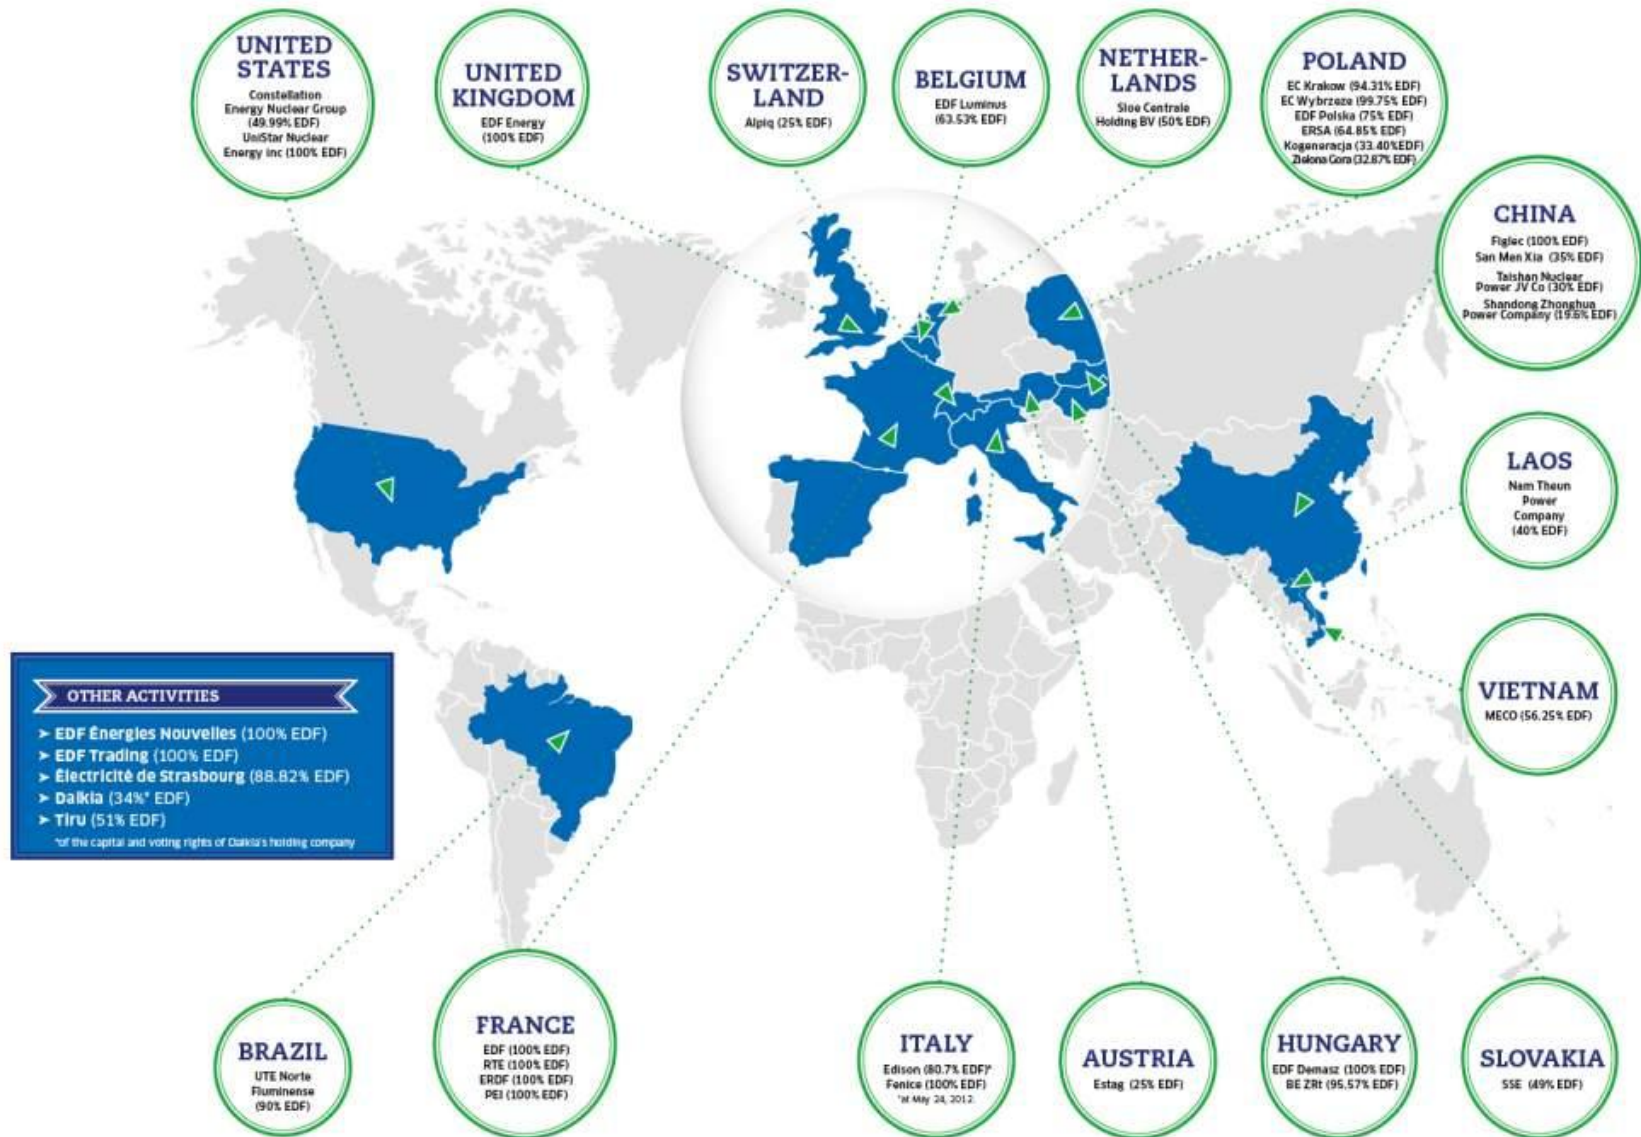 UNITED
STATES
Constellation
Energy Nuclear Group
(49.99% EDF)
UniStar Nuclear
Energy inc (100% EDF)
UNITED
KINGDOM
EDF Energy
(100% EDF)
SWITZER-
LAND
Alpiq (25% EDF)
BELGIUM
EDF Luminus
(63.53% EDF)
NETHER-
LANDS
Sloe Centrale
Holding BV (50% EDF)
POLAND
EC Krakow (94.31% EDF)
EC Wybrzeze (99.75% EDF)
EDF Polska (75% EDF)
ERSA (64.85% EDF)
Kogeneracja (33.40%EDF)
Zielona Gora (32.87% EDF)
CHINA
Figlec (100% EDF)
San Men Xia (35% EDF)
Taishan Nuclear
Power JV Co (30% EDF)
Shandong Zhonghua
Power Company (19.6% EDF)
LAOS
Nam Theun
Power
Company
(40% EDF)
VIETNAM
MECO (56.25% EDF)
OTHER ACTIVITIES
➤ EDF Énergies Nouvelles (100% EDF)
➤ EDF Trading (100% EDF)
➤ Électricité de Strasbourg (88.82% EDF)
➤ Dalkia (34%* EDF)
➤ Tiru (51% EDF)
*of the capital and voting rights of Dalkia's holding company
BRAZIL
UTE Norte
Fluminense
(90% EDF)
FRANCE
EDF (100% EDF)
RTE (100% EDF)
ERDF (100% EDF)
PEI (100% EDF)
ITALY
Edison (80.7% EDF)*
Fenice (100% EDF)
*at May 24, 2012.
AUSTRIA
Estag (25% EDF)
HUNGARY
EDF Demasz (100% EDF)
BE ZRt (95.57% EDF)
SLOVAKIA
SSE (49% EDF)